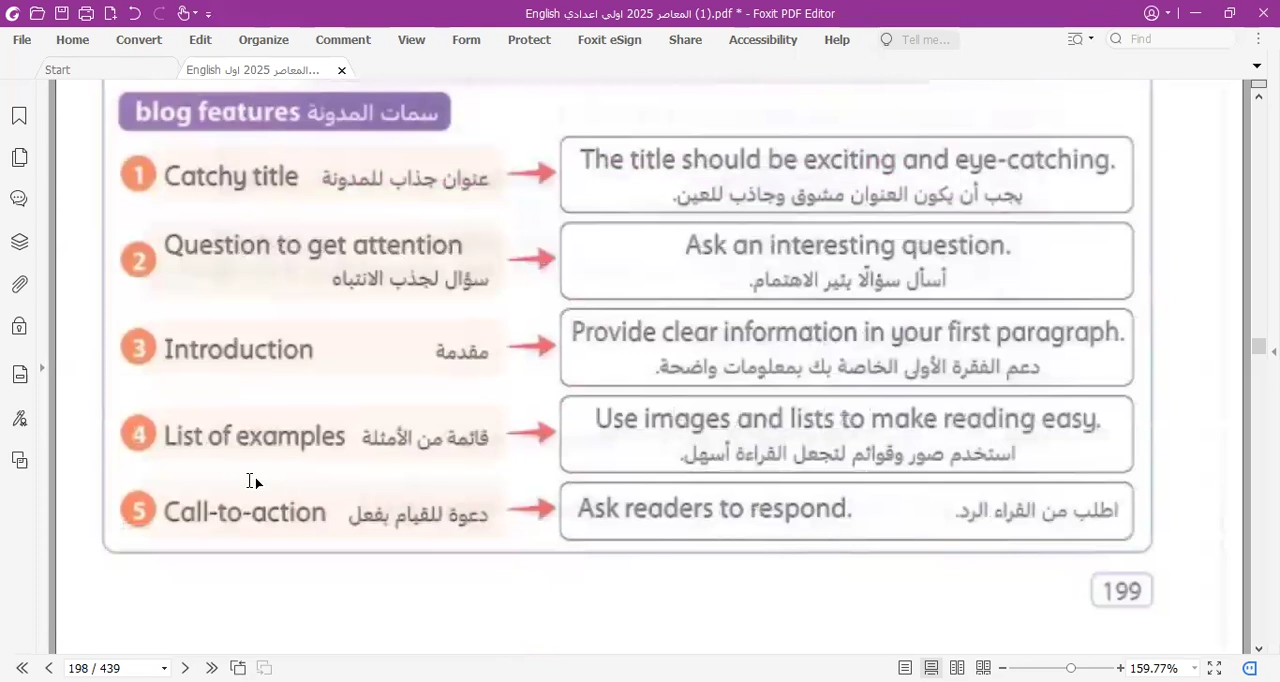 English المعاصر 2025 اولي اعدادي (1).pdf * - Foxit PDF Editor
File Home Convert Edit Organize Comment View Form Protect Foxit eSign Share Accessibility Help Tell me... Find
Start
English المعاصر 2025 اول...
blog features سمات المدونة
1 Catchy title عنوان جذاب للمدونة
The title should be exciting and eye-catching.
يجب أن يكون العنوان مشوق وجاذب للعين.
2 Question to get attention
سؤال لجذب الانتباه
Ask an interesting question.
أسأل سؤالًا يثير الاهتمام.
3 Introduction مقدمة
Provide clear information in your first paragraph.
دعم الفقرة الأولى الخاصة بك بمعلومات واضحة.
4 List of examples قائمة من الأمثلة
Use images and lists to make reading easy.
استخدم صور وقوائم لتجعل القراءة أسهل.
5 Call-to-action دعوة للقيام بفعل
Ask readers to respond. اطلب من القراء الرد.
199
198 / 439
159.77%